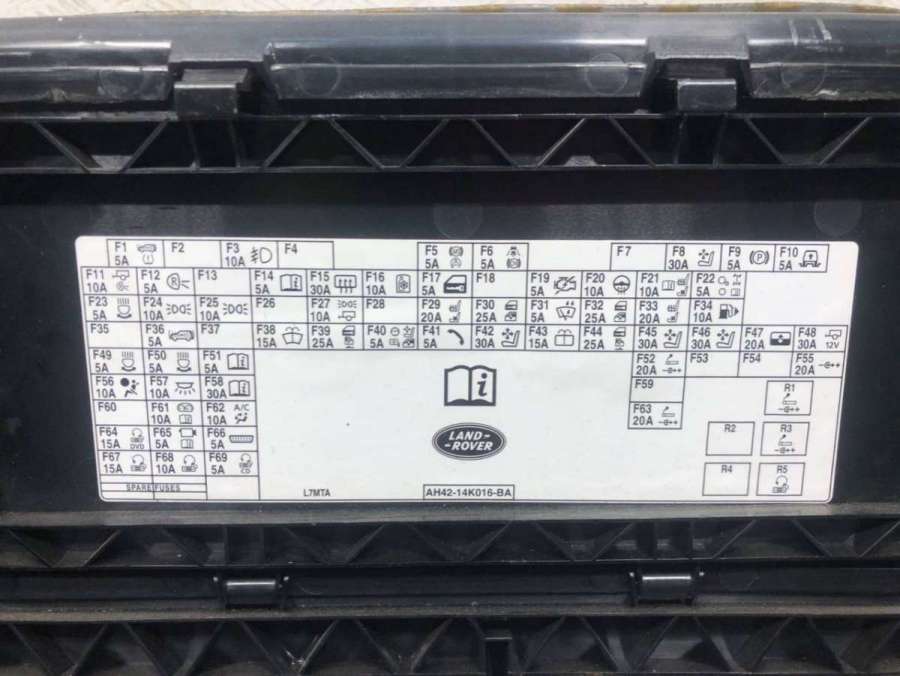 F1 5A F2 F3 10A F4 F5 5A F6 5A F7 F8 30A F9 5A F10 5A
F11 10A F12 5A F13 F14 5A F15 30A F16 10A F17 5A F18 F19 5A F20 10A F21 10A F22 5A
F23 5A F24 10A F25 10A F26 F27 10A F28 F29 20A F30 25A F31 5A F32 25A F33 20A F34 10A
F35 F36 5A F37 F38 15A F39 25A F40 5A F41 5A F42 30A F43 15A F44 25A F45 30A F46 30A F47 20A F48 30A 12V
F49 5A F50 5A F51 5A F52 20A F53 F54 F55 20A
F56 10A F57 10A F58 30A F59 R1
F60 F61 10A F62 10A A/C F63 20A
F64 15A DVD F65 5A F66 5A R2 R3
F67 15A F68 10A F69 5A CD R4 R5
LAND-
-ROVER
SPARE FUSES
L7MTA AH42-14K016-BA